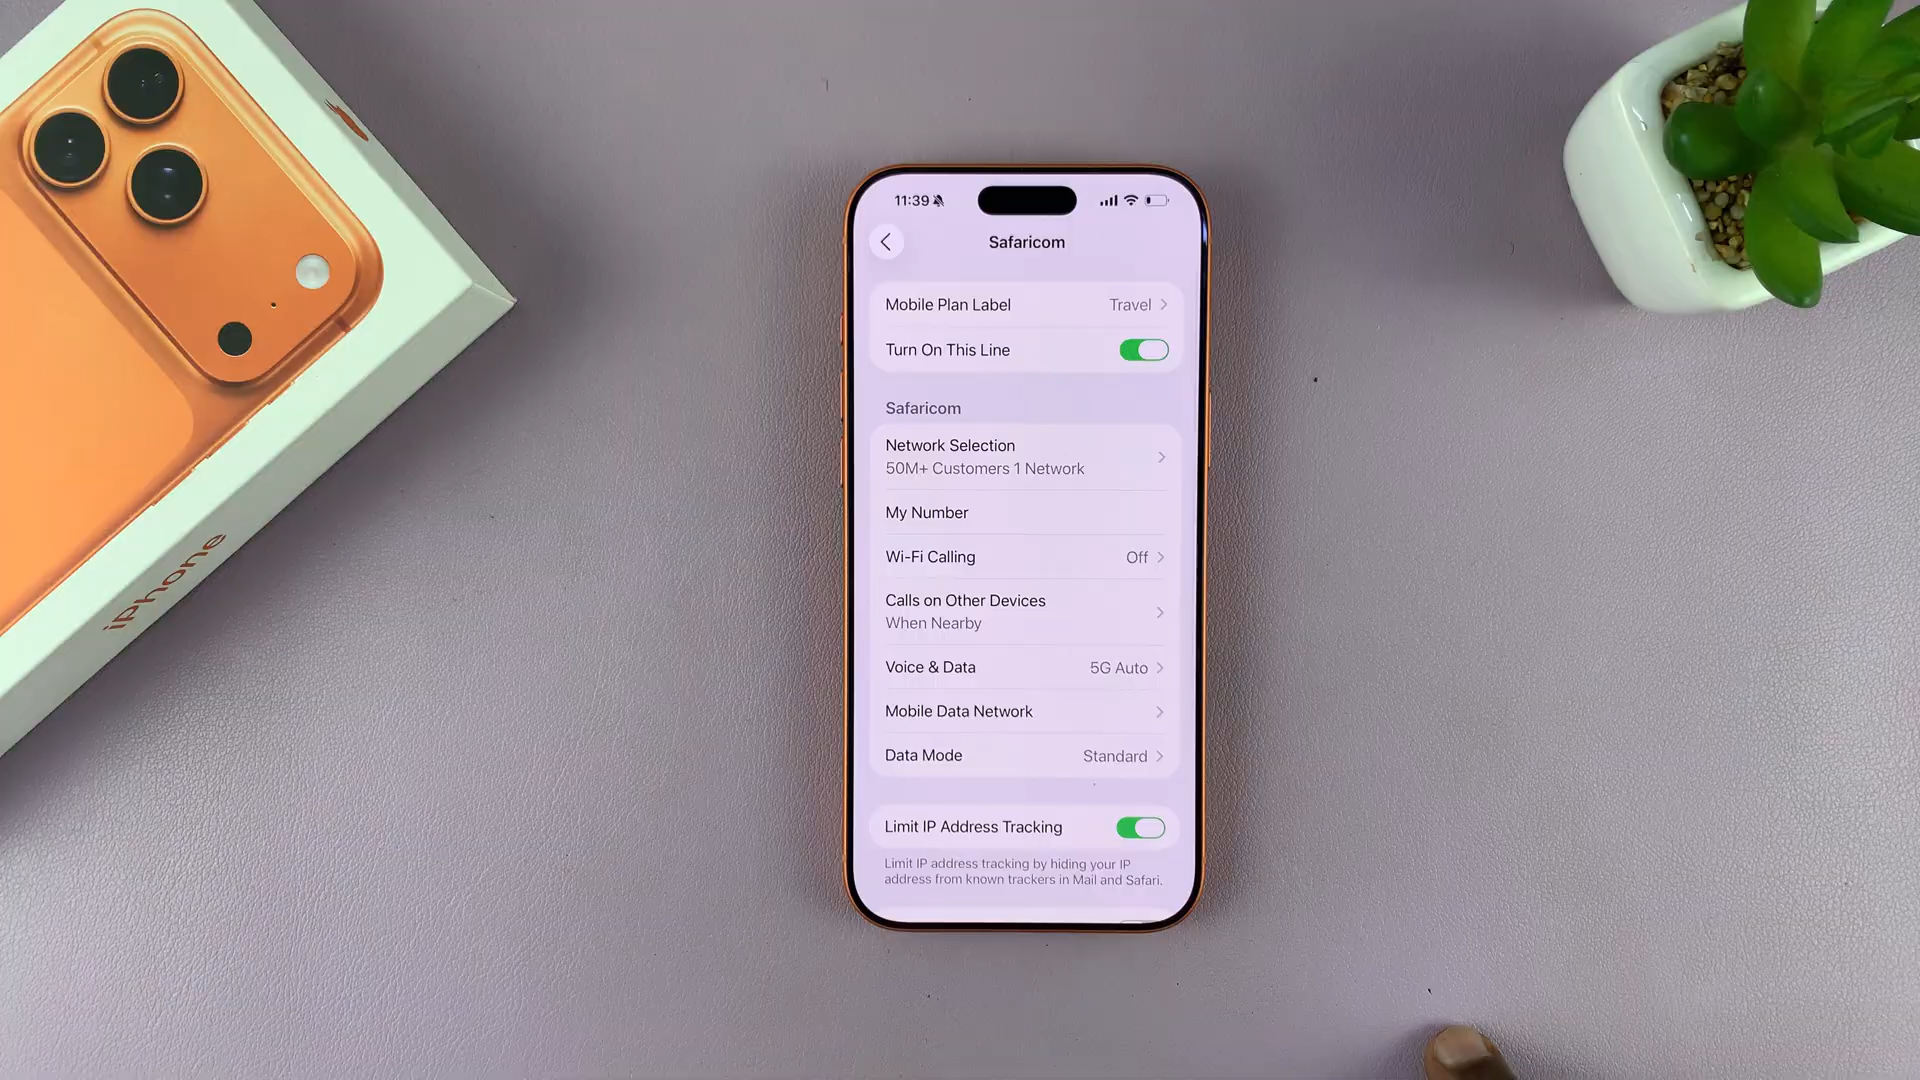 11:39
Safaricom
Mobile Plan Label Travel
Turn On This Line
Safaricom
Network Selection
50M+ Customers 1 Network
My Number
Wi-Fi Calling Off
Calls on Other Devices
When Nearby
Voice & Data 5G Auto
Mobile Data Network
Data Mode Standard
Limit IP Address Tracking
Limit IP address tracking by hiding your IP
address from known trackers in Mail and Safari.
iPhone